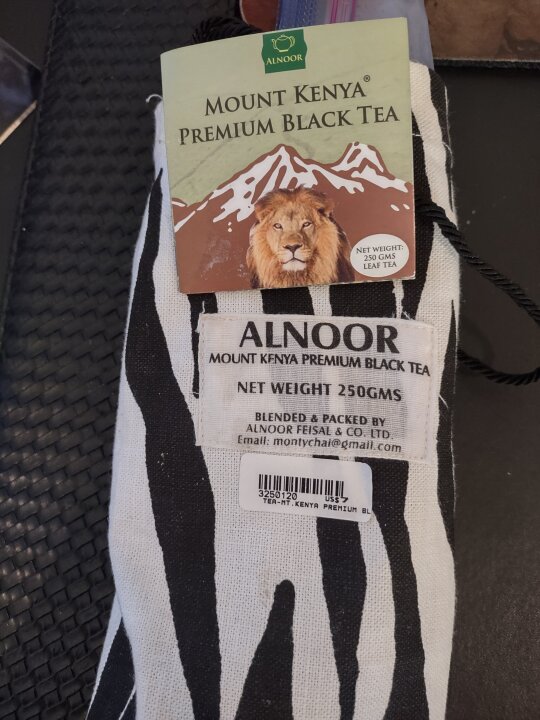 ALNOOR
MOUNT KENYA®
PREMIUM BLACK TEA
NET WEIGHT:
250 GMS
LEAF TEA
ALNOOR
MOUNT KENYA PREMIUM BLACK TEA
NET WEIGHT 250GMS
BLENDED & PACKED BY
ALNOOR FEISAL & CO. LTD.
Email: montychai@gmail.com
3250120 US$7
TEA-MT.KENYA PREMIUM BL